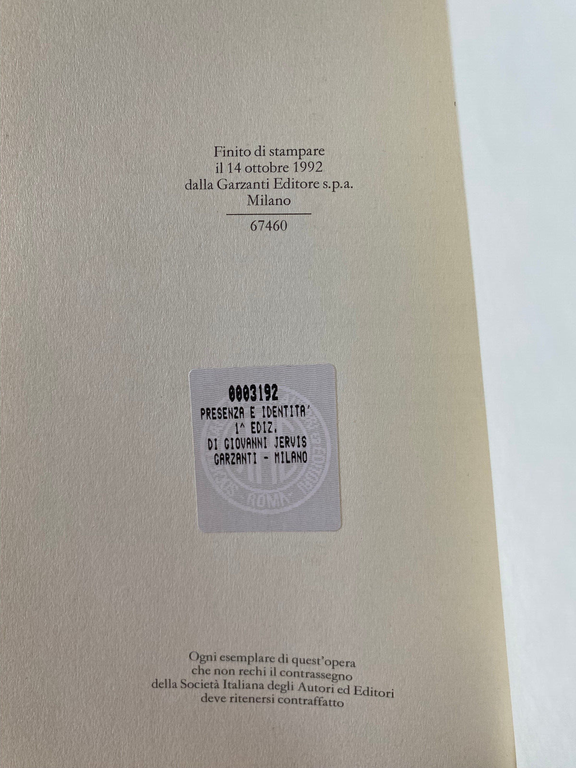 Finito di stampare
il 14 ottobre 1992
dalla Garzanti Editore s.p.a.
Milano
67460
0003192
PRESENZA E IDENTITA'
1^ EDIZ.
DI GIOVANNI JERVIS
GARZANTI - MILANO
ROMA
Ogni esemplare di quest'opera
che non rechi il contrassegno
della Società Italiana degli Autori ed Editori
deve ritenersi contraffatto